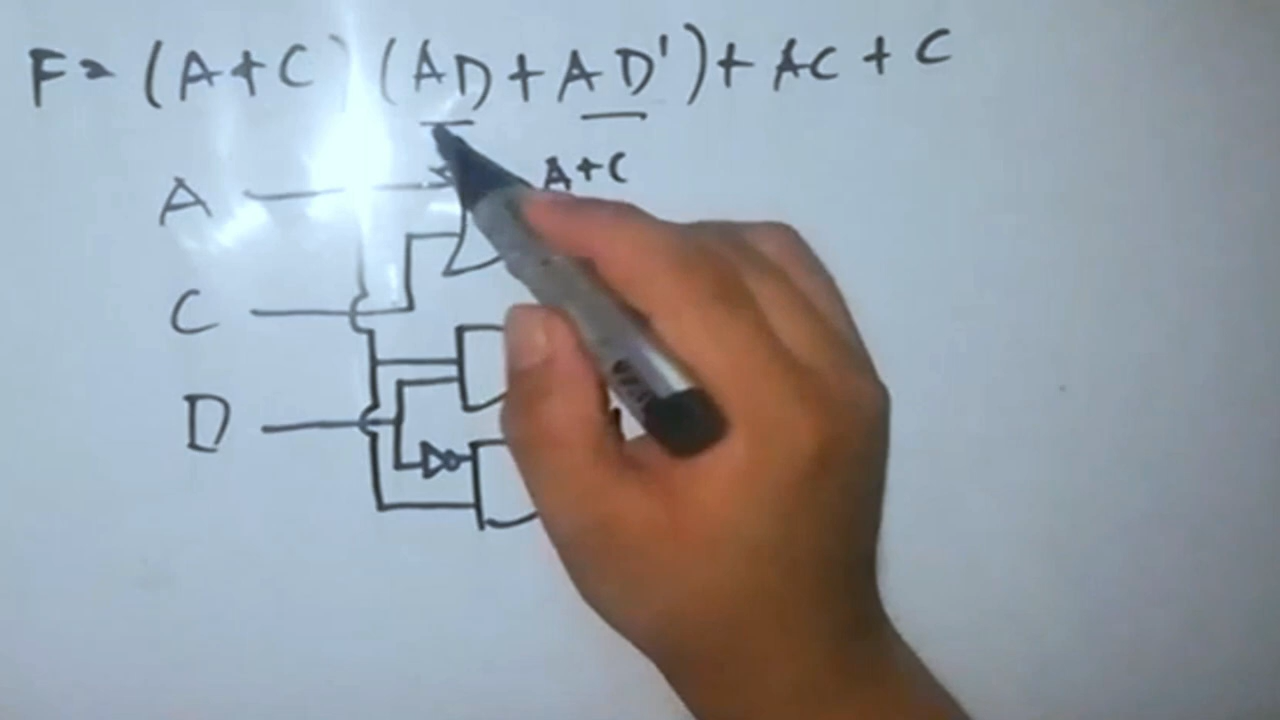 F = (A+C) (AD + AD') + AC + C
A+C
A
C
D